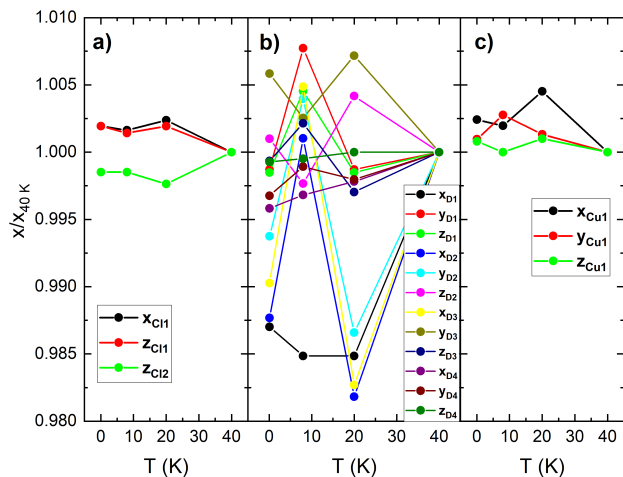 1.010
1.005
1.000
0.995
0.990
0.985
0.980
x/x40 K
a)
xCl1
zCl1
zCl2
0 10 20 30 40
T (K)
b)
xD1
yD1
zD1
xD2
yD2
zD2
xD3
yD3
zD3
xD4
yD4
zD4
0 10 20 30 40
T (K)
c)
xCu1
yCu1
zCu1
0 10 20 30 40
T (K)